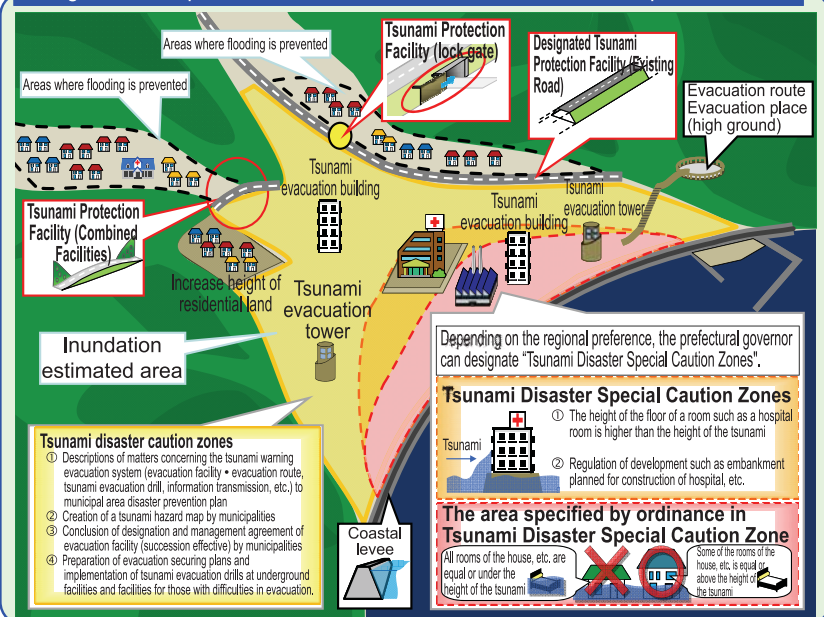 Areas where flooding is prevented
Areas where flooding is prevented
Tsunami Protection
Facility (lock gate)
Designated Tsunami
Protection Facility (Existing
Road)
Evacuation route
Evacuation place
(high ground)
Tsunami
evacuation building
Tsunami
evacuation building
Tsunami
evacuation tower
Tsunami Protection
Facility (Combined
Facilities)
Increase height of
residential land
Tsunami
evacuation
tower
Inundation
estimated area
Depending on the regional preference, the prefectural governor
can designate “Tsunami Disaster Special Caution Zones”.
Tsunami disaster caution zones
① Descriptions of matters concerning the tsunami warning
evacuation system (evacuation facility • evacuation route,
tsunami evacuation drill, information transmission, etc.) to
municipal area disaster prevention plan
② Creation of a tsunami hazard map by municipalities
③ Conclusion of designation and management agreement of
evacuation facility (succession effective) by municipalities
④ Preparation of evacuation securing plans and
implementation of tsunami evacuation drills at underground
facilities and facilities for those with difficulties in evacuation.
Coastal
levee
Tsunami Disaster Special Caution Zones
Tsunami
① The height of the floor of a room such as a hospital
room is higher than the height of the tsunami
② Regulation of development such as embankment
planned for construction of hospital, etc.
The area specified by ordinance in
Tsunami Disaster Special Caution Zone
All rooms of the house, etc. are
equal or under the
height of the tsunami
Some of the rooms of the
house, etc, is equal or
above the height of
the tsunami